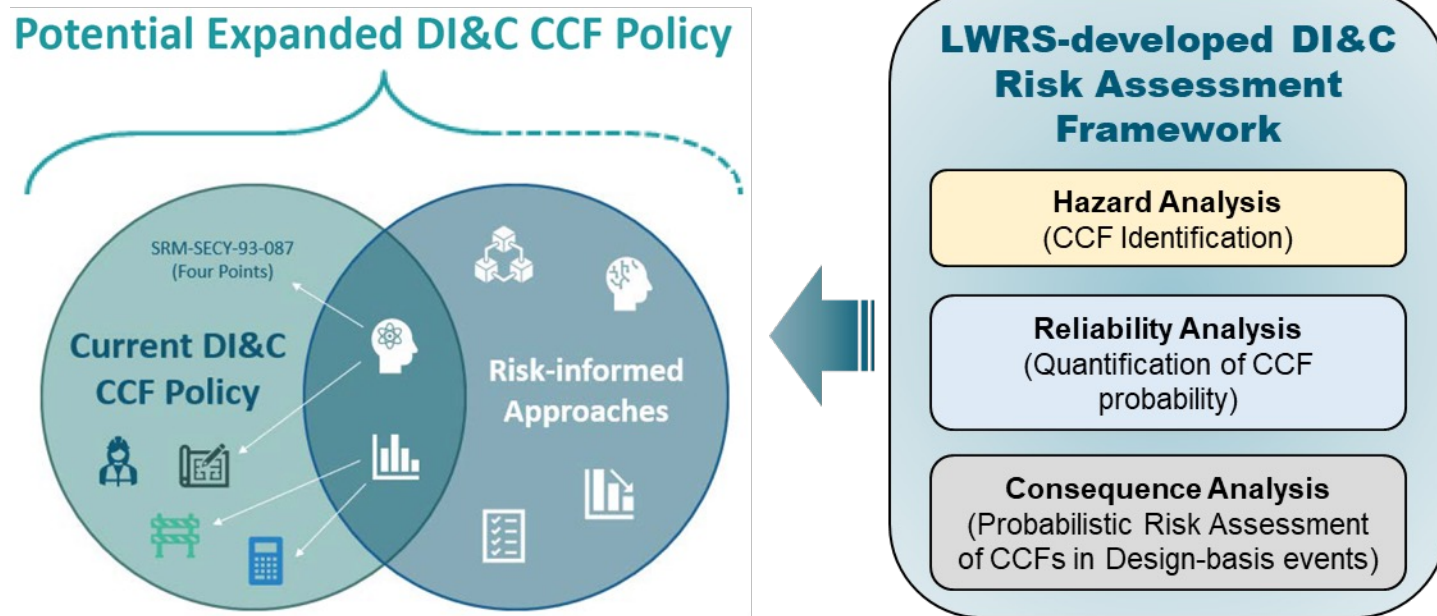 Potential Expanded DI&C CCF Policy
SRM-SECY-93-087
(Four Points)
Current DI&C
CCF Policy
Risk-informed
Approaches
LWRS-developed DI&C
Risk Assessment
Framework
Hazard Analysis
(CCF Identification)
Reliability Analysis
(Quantification of CCF
probability)
Consequence Analysis
(Probabilistic Risk Assessment
of CCFs in Design-basis events)